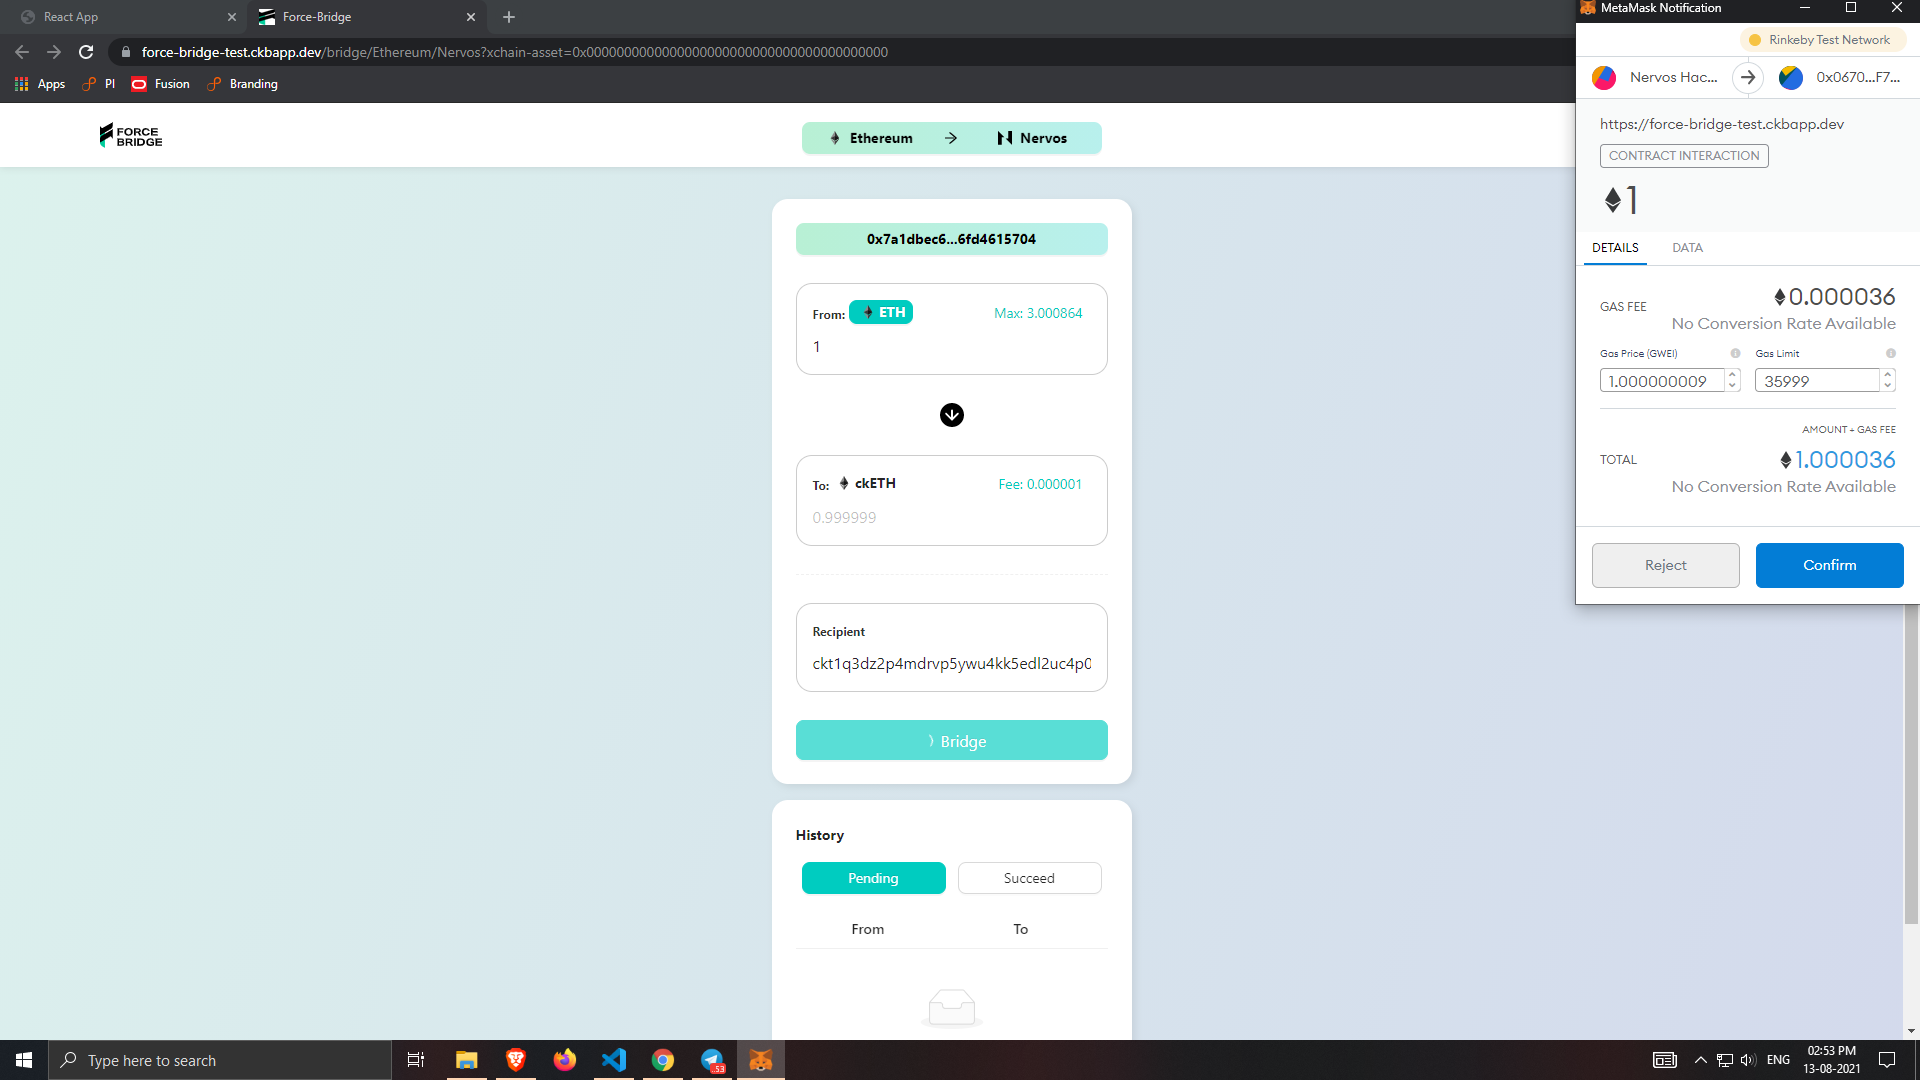 React App
Force-Bridge
force-bridge-test.ckbapp.dev/bridge/Ethereum/Nervos?xchain-asset=0x0000000000000000000000000000000000000000
Apps
PI
Fusion
Branding
FORCE
BRIDGE
Ethereum
Nervos
0x7a1dbec6...6fd4615704
From:
ETH
Max: 3.000864
1
To:
ckETH
Fee: 0.000001
0.999999
Recipient
ckt1q3dz2p4mdrvp5ywu4kk5edl2uc4p0
Bridge
History
Pending
Succeed
From
To
MetaMask Notification
Rinkeby Test Network
Nervos Hac...
0x0670...F7...
https://force-bridge-test.ckbapp.dev
CONTRACT INTERACTION
1
DETAILS
DATA
GAS FEE
0.000036
No Conversion Rate Available
Gas Price (GWEI)
Gas Limit
1.000000009
35999
AMOUNT + GAS FEE
TOTAL
1.000036
No Conversion Rate Available
Reject
Confirm
Type here to search
53
ENG
02:53 PM
13-08-2021